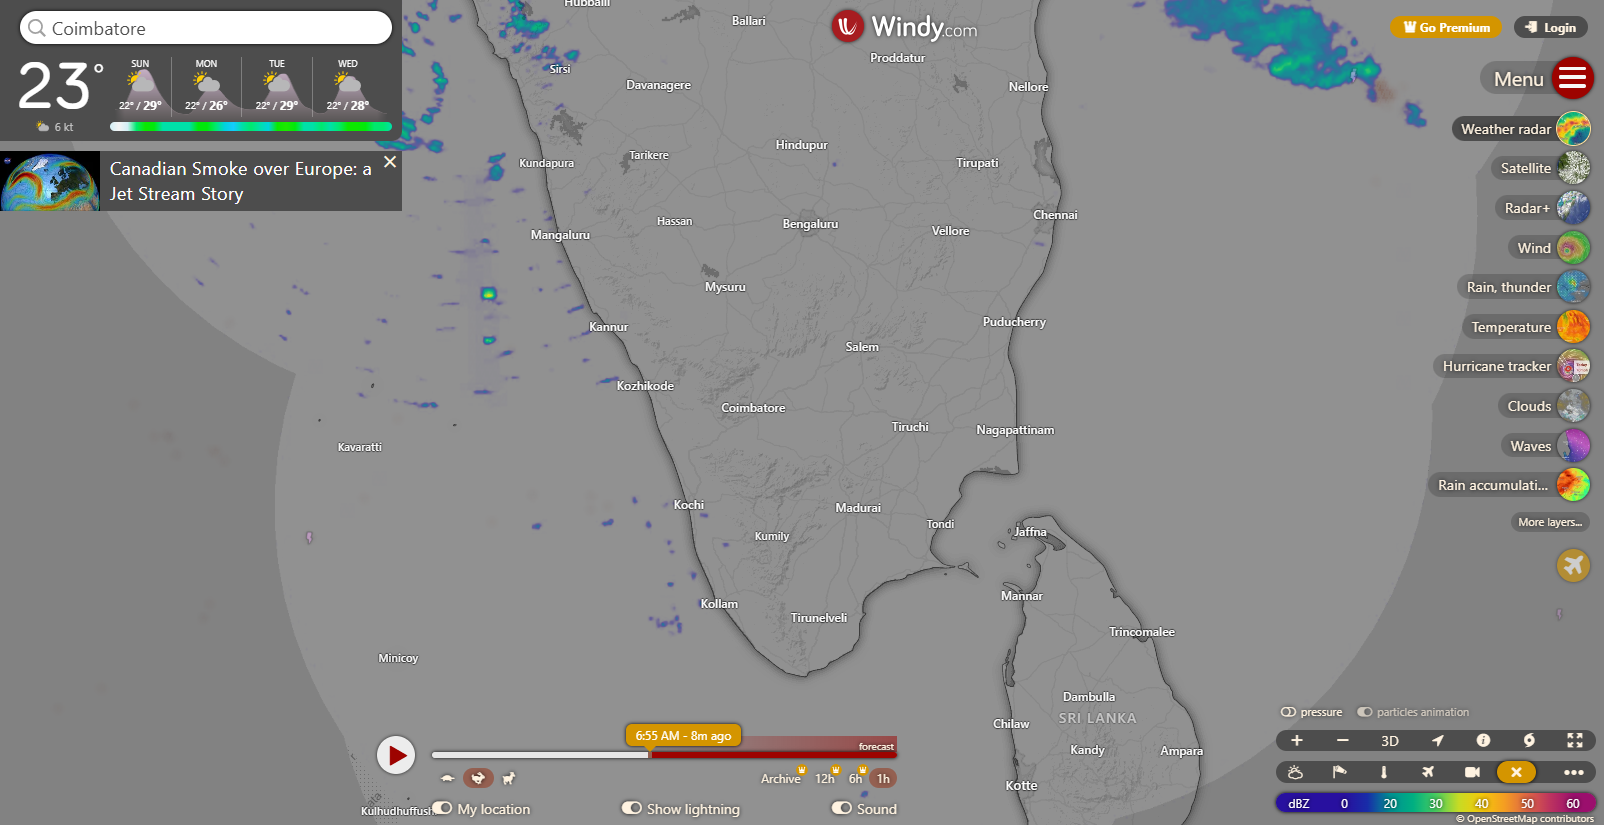 Coimbatore
23°
6 kt
SUN MON TUE WED
22° / 29° 22° / 26° 22° / 29° 22° / 28°
Canadian Smoke over Europe: a
Jet Stream Story
Windy.com
Go Premium
Login
Menu
Weather radar
Satellite
Radar+
Wind
Rain, thunder
Temperature
Hurricane tracker
Clouds
Waves
Rain accumulati...
More layers...
Hubballi
Ballari
Proddatur
Sirsi
Davanagere
Nellore
Kundapura
Tarikere
Hindupur
Tirupati
Mangaluru
Hassan
Bengaluru
Vellore
Chennai
Mysuru
Kannur
Salem
Puducherry
Kozhikode
Coimbatore
Tiruchi
Nagapattinam
Kavaratti
Kochi
Kumily
Madurai
Tondi
Jaffna
Kollam
Tirunelveli
Mannar
Trincomalee
Minicoy
Dambulla
SRI LANKA
Chilaw
Kandy
Ampara
Kotte
Kulhudhuffush
6:55 AM - 8m ago
forecast
Archive 12h 6h 1h
My location
Show lightning
Sound
pressure
particles animation
+ − 3D
dBZ 0 20 30 40 50 60
© OpenStreetMap contributors